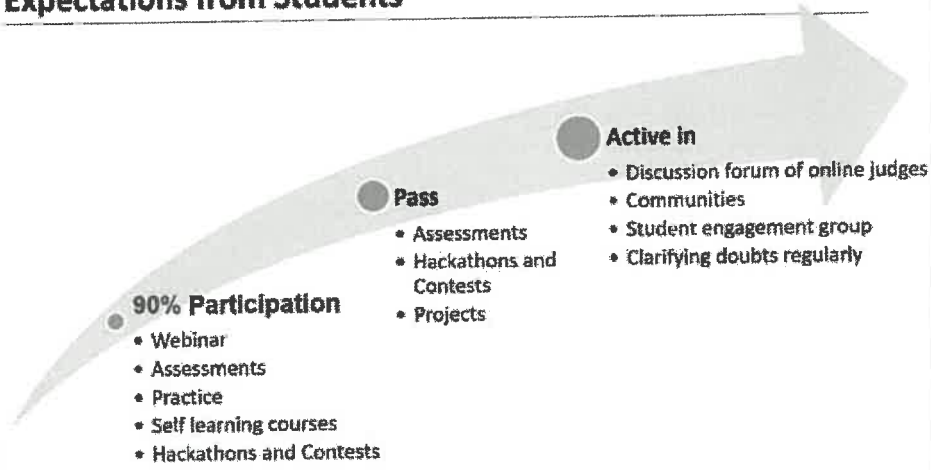 Expectations from Students
90% Participation
• Webinar
• Assessments
• Practice
• Self learning courses
• Hackathons and Contests
Pass
• Assessments
• Hackathons and
Contests
• Projects
Active in
• Discussion forum of online judges
• Communities
• Student engagement group
• Clarifying doubts regularly